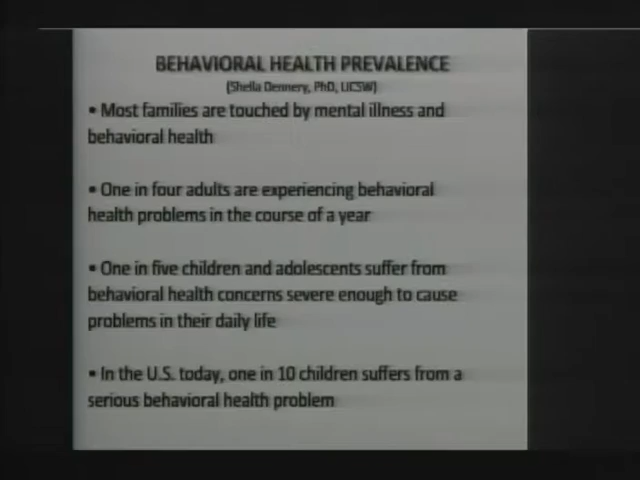 BEHAVIORAL HEALTH PREVALENCE
(Shella Dennery, PhD, LICSW)
• Most families are touched by mental illness and
behavioral health
• One in four adults are experiencing behavioral
health problems in the course of a year
• One in five children and adolescents suffer from
behavioral health concerns severe enough to cause
problems in their daily life
• In the U.S. today, one in 10 children suffers from a
serious behavioral health problem